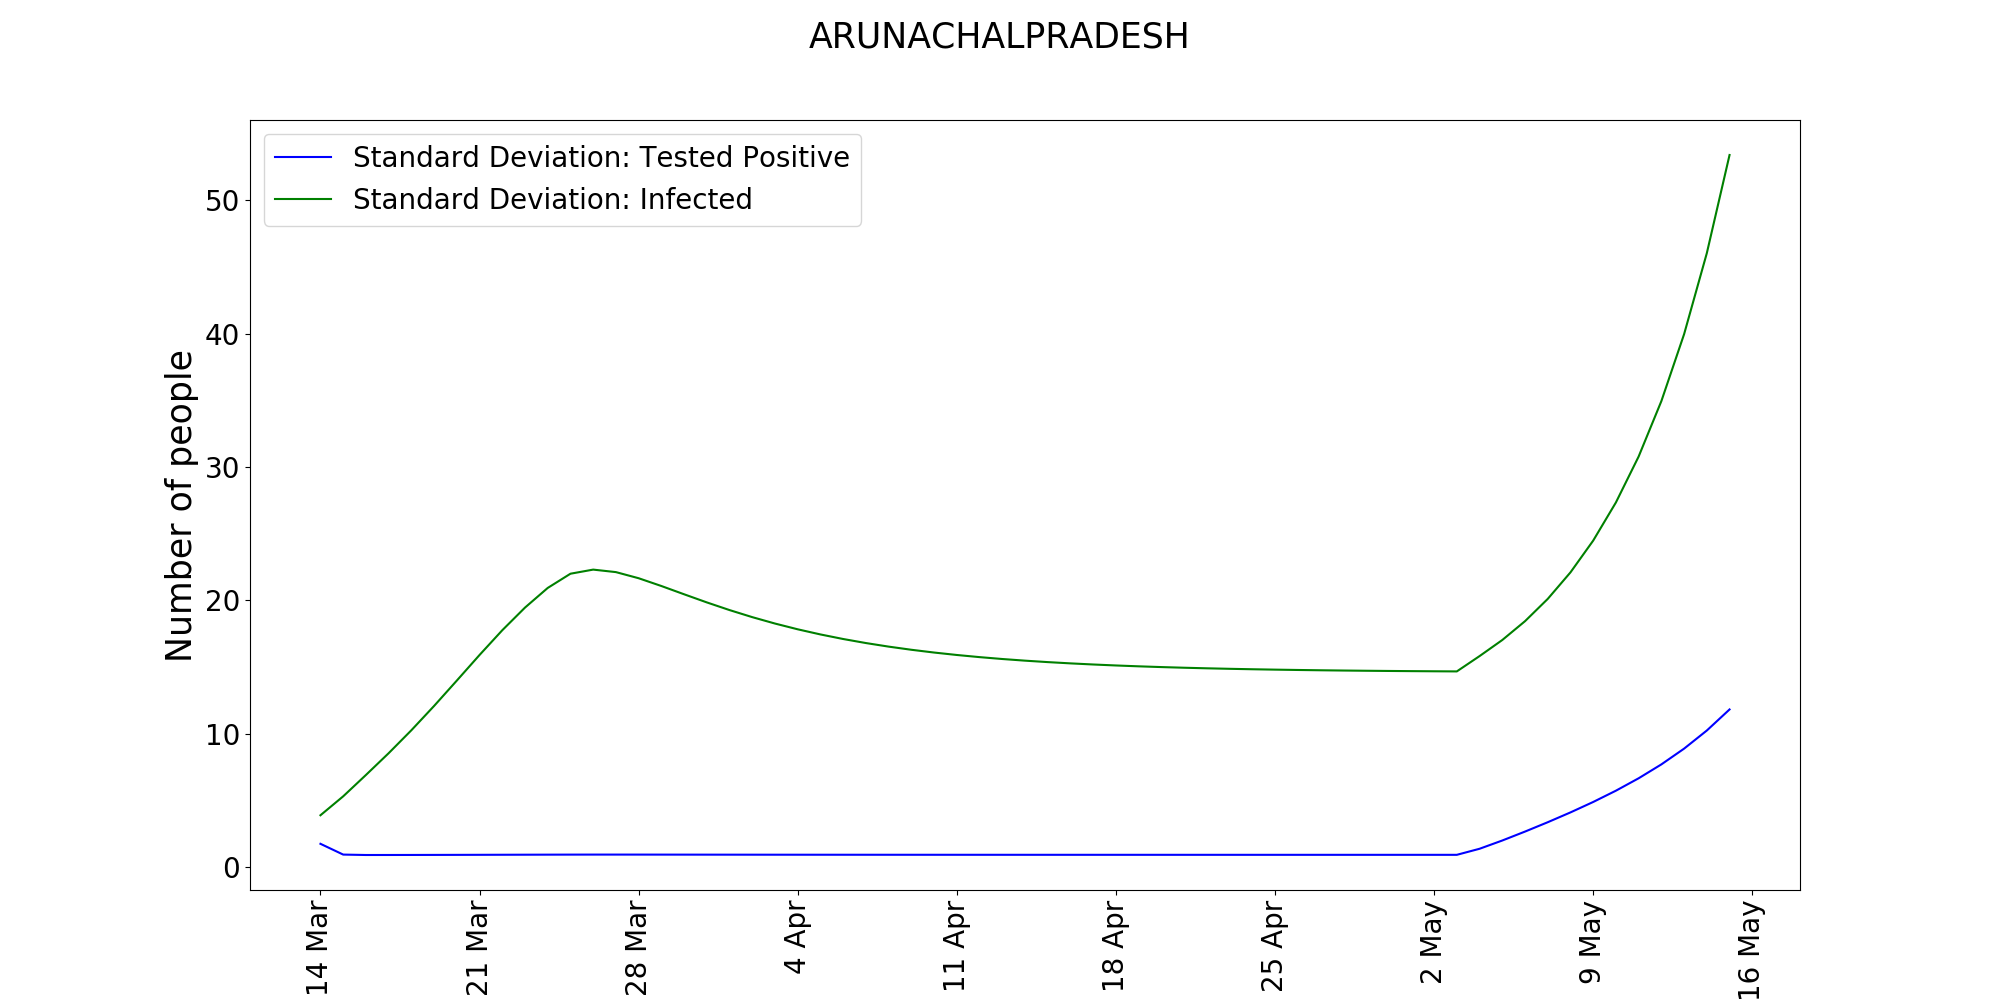 ARUNACHALPRADESH
Standard Deviation: Tested Positive
Standard Deviation: Infected
Number of people
50
40
30
20
10
0
14 Mar
21 Mar
28 Mar
4 Apr
11 Apr
18 Apr
25 Apr
2 May
9 May
16 May